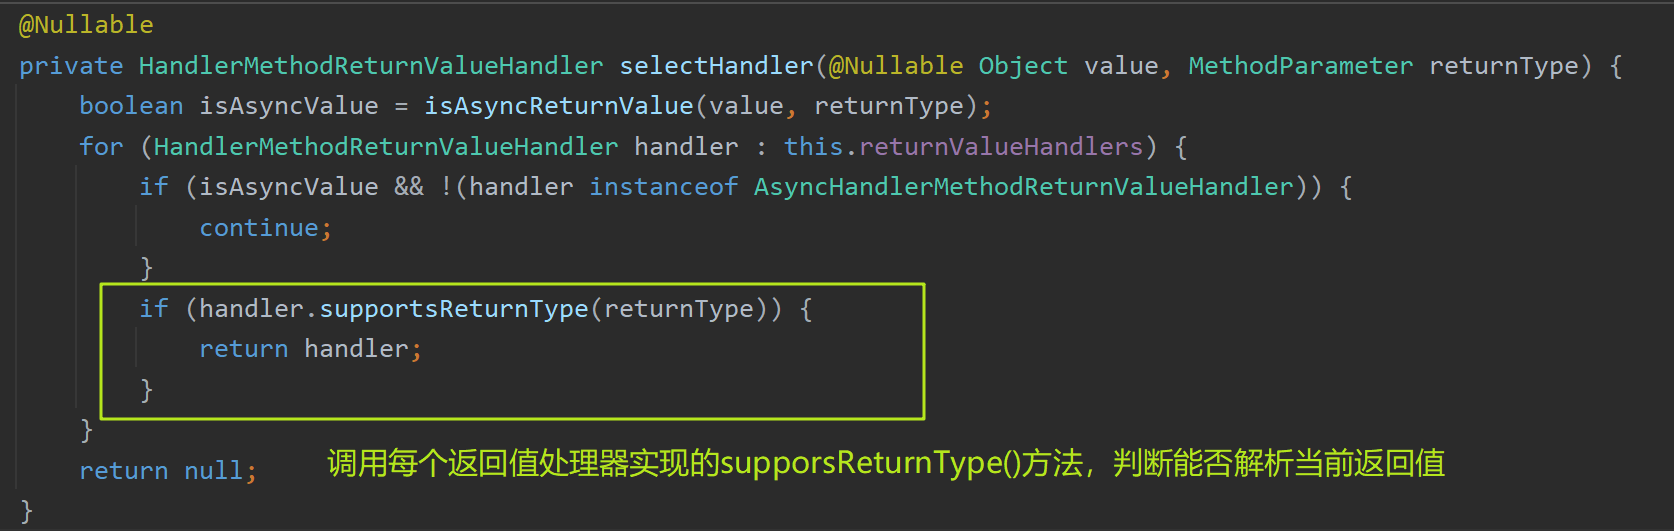 @Nullable
private HandlerMethodReturnValueHandler selectHandler(@Nullable Object value, MethodParameter returnType) {
boolean isAsyncValue = isAsyncReturnValue(value, returnType);
for (HandlerMethodReturnValueHandler handler : this.returnValueHandlers) {
if (isAsyncValue && !(handler instanceof AsyncHandlerMethodReturnValueHandler)) {
continue;
}
if (handler.supportsReturnType(returnType)) {
return handler;
}
}
return null;
调用每个返回值处理器实现的supporsReturnType()方法，判断能否解析当前返回值
}